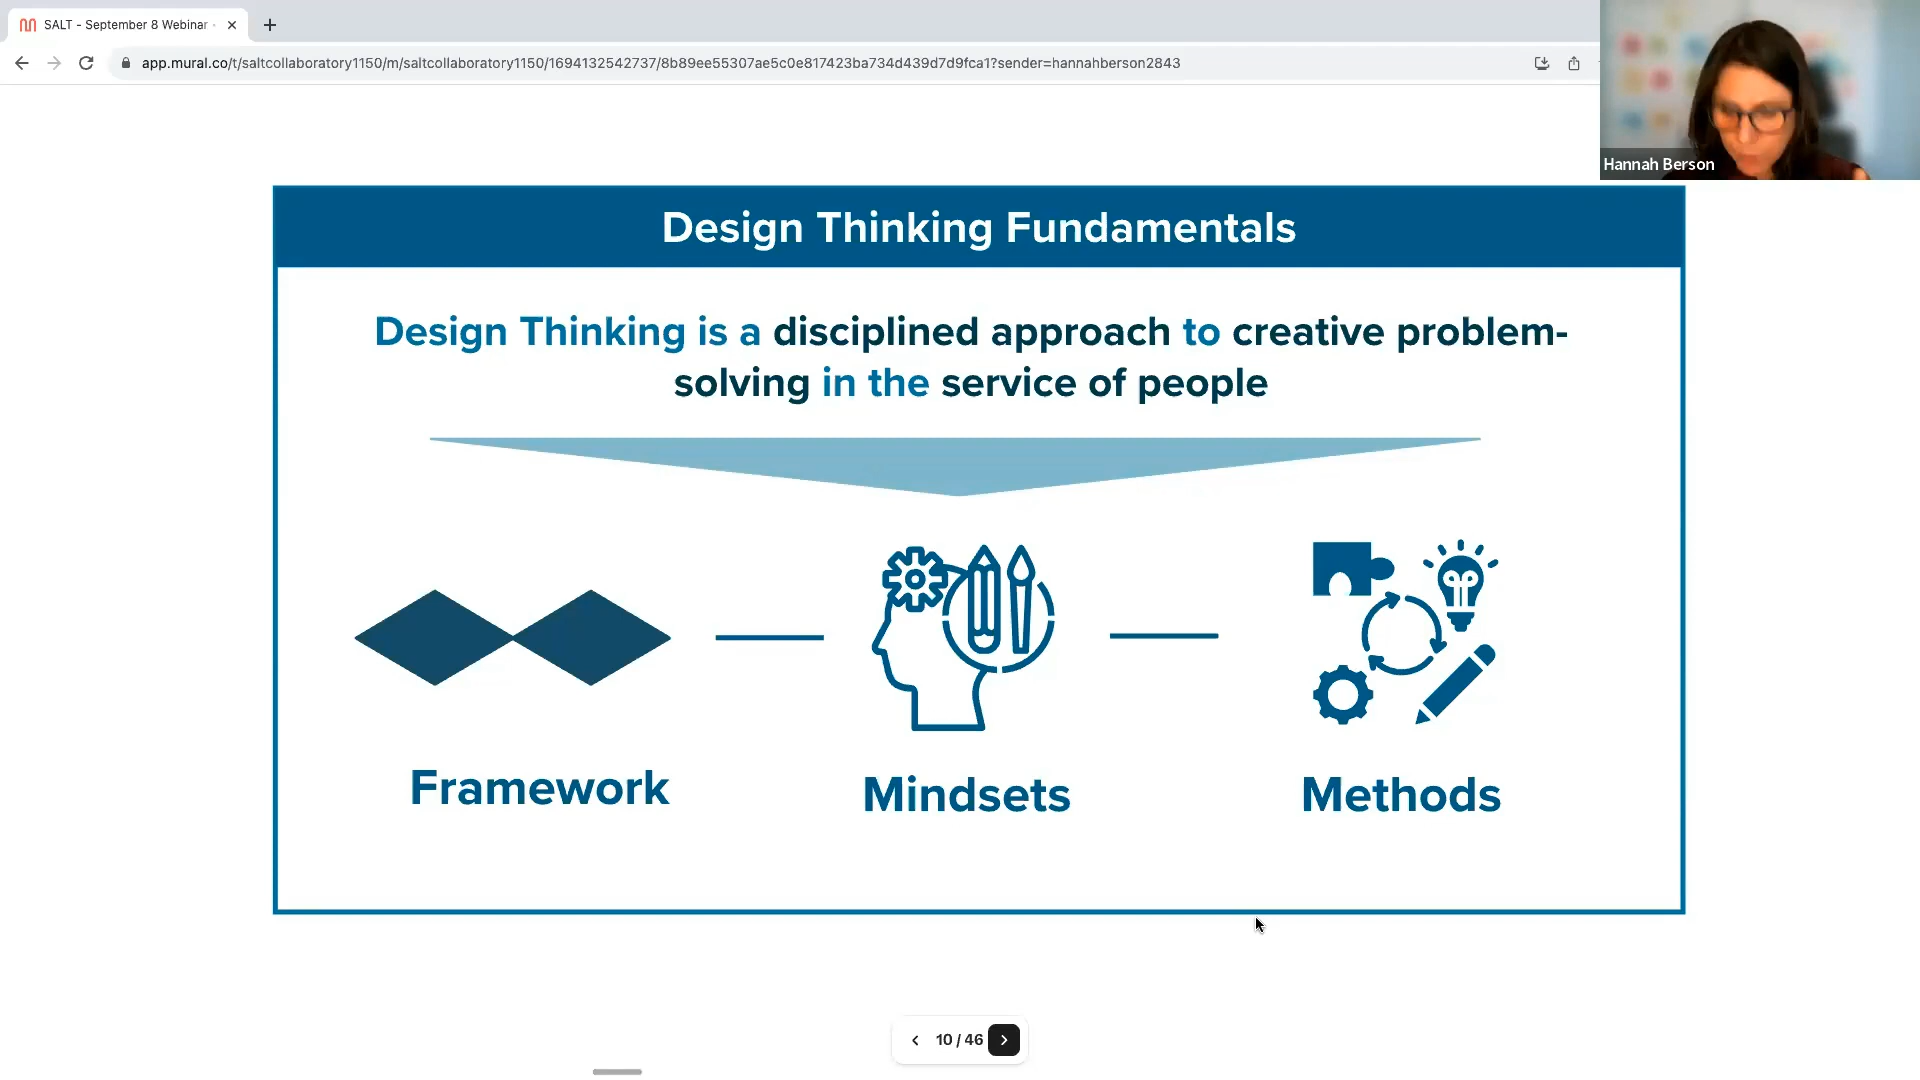 SALT - September 8 Webinar
app.mural.co/t/saltcollaboratory1150/m/saltcollaboratory1150/1694132542737/8b89ee55307ae5c0e817423ba734d439d7d9fca1?sender=hannahberson2843
Hannah Berson
Design Thinking Fundamentals
Design Thinking is a disciplined approach to creative problem-
solving in the service of people
Framework
Mindsets
Methods
10 / 46